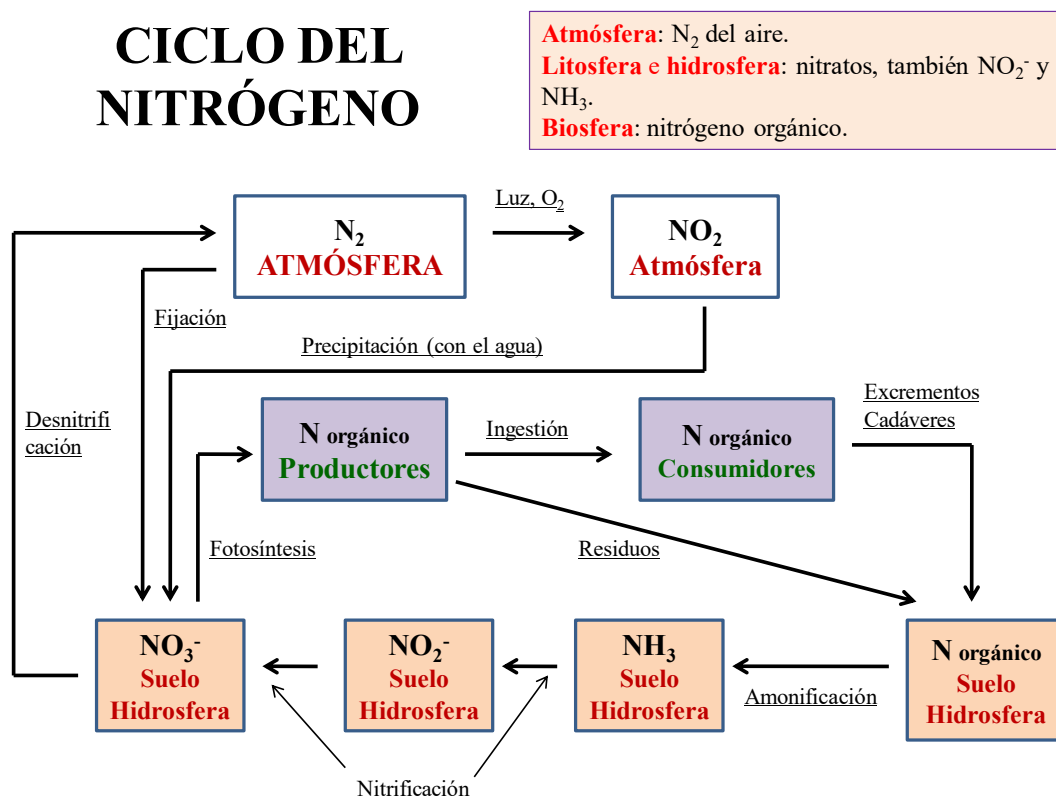 CICLO DEL
NITRÓGENO
Atmósfera: N₂ del aire.
Litosfera e hidrosfera: nitratos, también NO₂⁻ y
NH₃.
Biosfera: nitrógeno orgánico.
Luz, O₂
N₂
ATMÓSFERA
NO₂
Atmósfera
Fijación
Precipitación (con el agua)
Desnitrifi
cación
N orgánico
Productores
Ingestión
N orgánico
Consumidores
Excrementos
Cadáveres
Fotosíntesis
Residuos
NO₃⁻
Suelo
Hidrosfera
NO₂⁻
Suelo
Hidrosfera
NH₃
Suelo
Hidrosfera
Amonificación
N orgánico
Suelo
Hidrosfera
Nitrificación